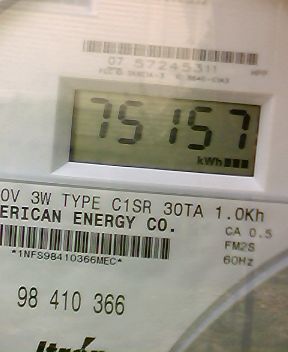 07 57245311
75157
kWh
0V 3W TYPE C1SR 30TA 1.0Kh
ERICAN ENERGY CO.
CA 0.5
FM2S
60Hz
*1NFS98410366MEC*
98 410 366
Itrón